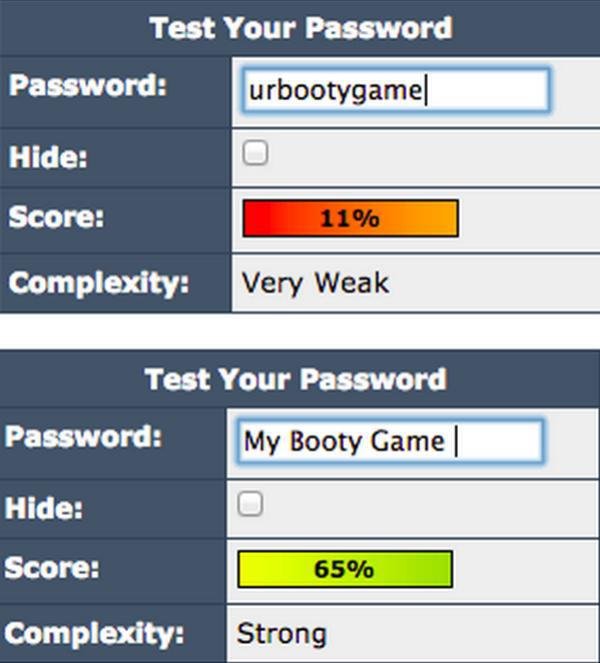 Test Your Password
Password: urbootygame
Hide:
Score: 11%
Complexity: Very Weak
Test Your Password
Password: My Booty Game
Hide:
Score: 65%
Complexity: Strong